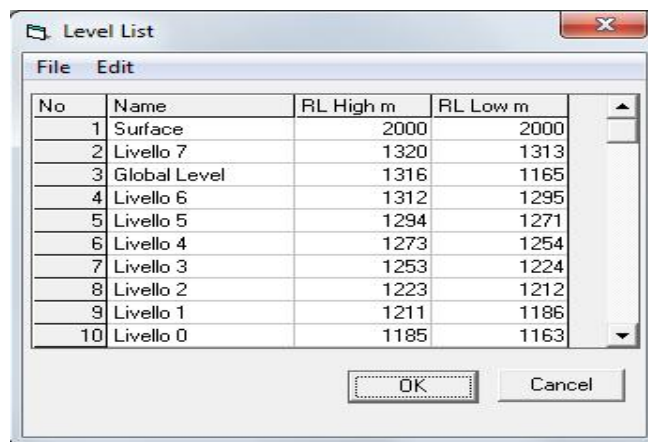 Level List
File Edit
No Name RL High m RL Low m
1 Surface 2000 2000
2 Livello 7 1320 1313
3 Global Level 1316 1165
4 Livello 6 1312 1295
5 Livello 5 1294 1271
6 Livello 4 1273 1254
7 Livello 3 1253 1224
8 Livello 2 1223 1212
9 Livello 1 1211 1186
10 Livello 0 1185 1163
OK Cancel